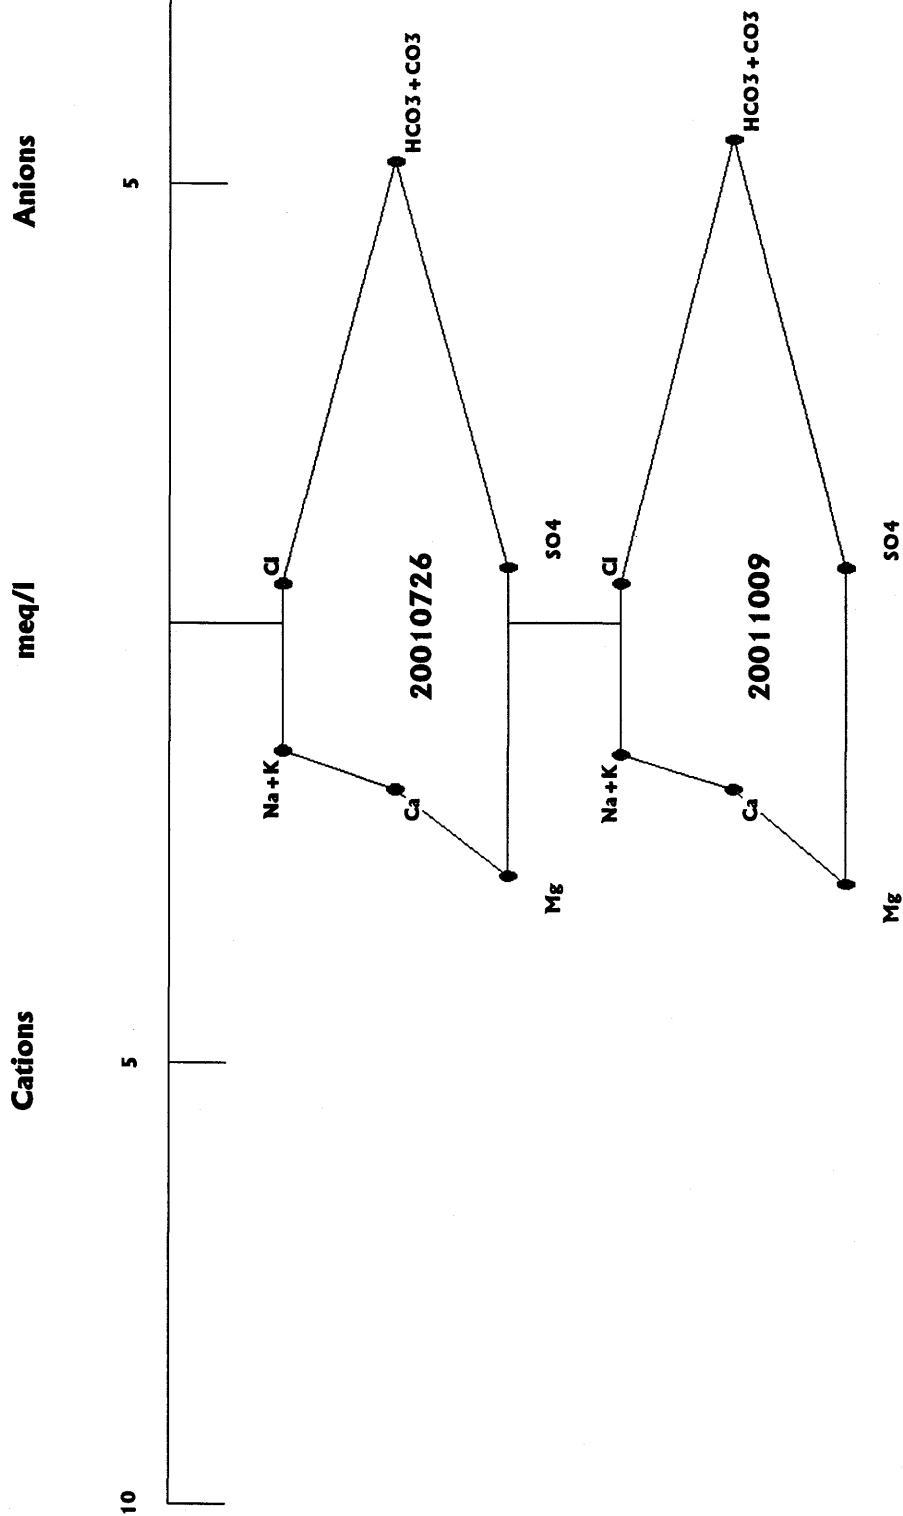 Cations meq/l Anions
10 5 5
Na+K Cl
Ca 20010726 HCO3+CO3
Mg SO4
Na+K Cl
Ca 20011009 HCO3+CO3
Mg SO4